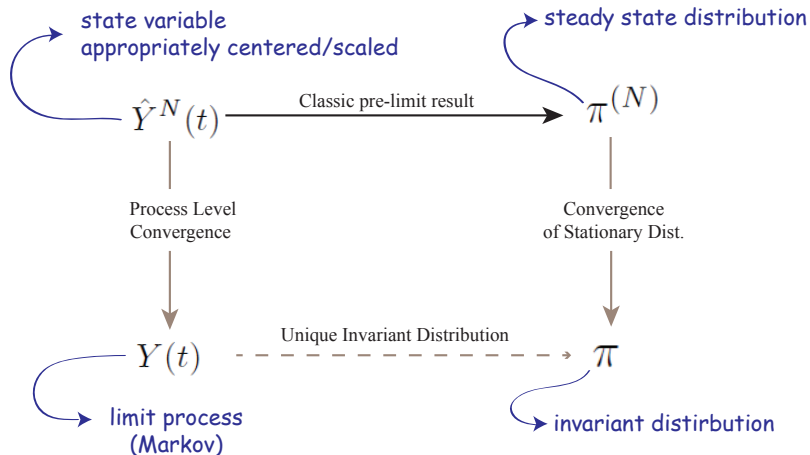 state variable
appropriately centered/scaled
steady state distribution
Classic pre-limit result
Ŷ^N(t)
π^(N)
Process Level
Convergence
Convergence
of Stationary Dist.
Unique Invariant Distribution
Y(t)
π
limit process
(Markov)
invariant distirbution